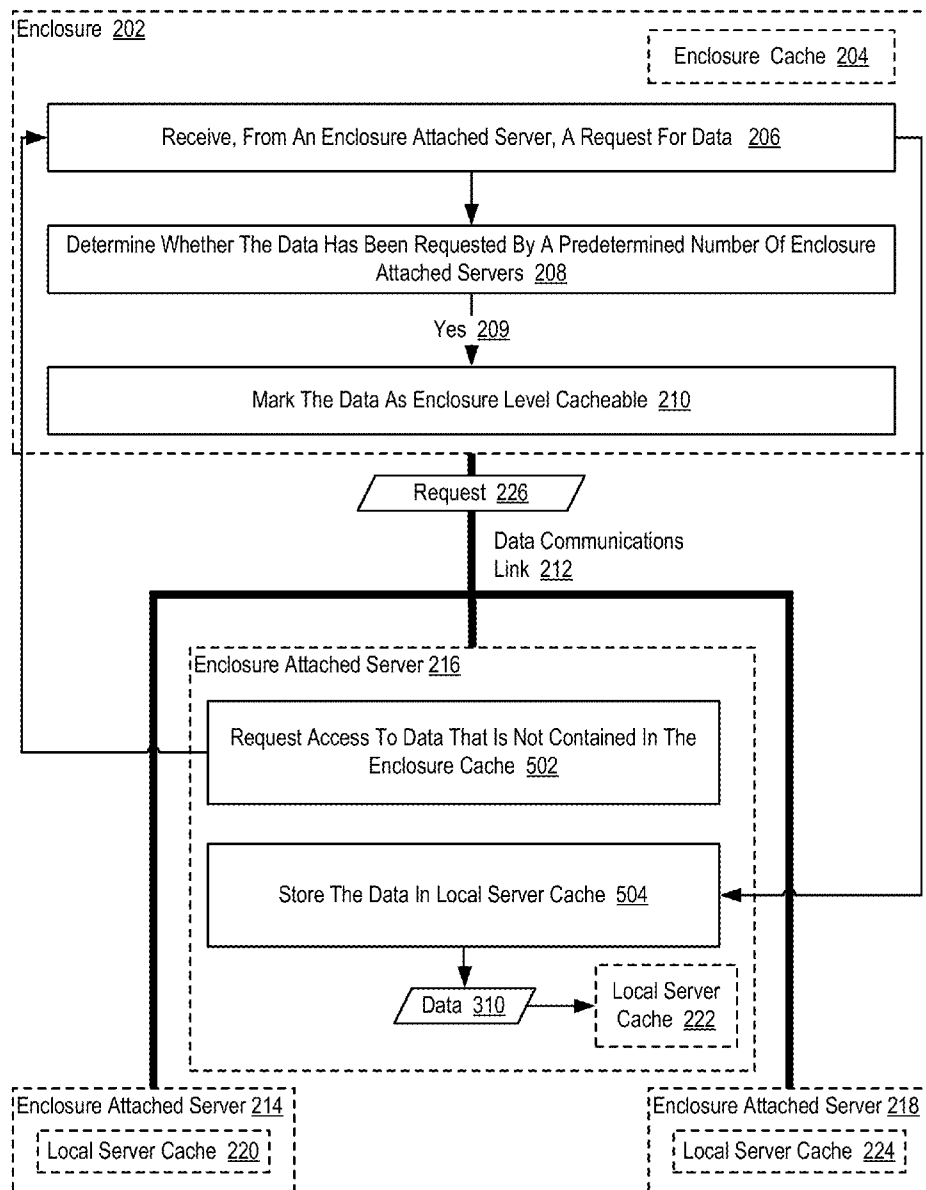 Enclosure 202
Enclosure Cache 204
Receive, From An Enclosure Attached Server, A Request For Data 206
Determine Whether The Data Has Been Requested By A Predetermined Number Of Enclosure
Attached Servers 208
Yes 209
Mark The Data As Enclosure Level Cacheable 210
Request 226
Data Communications
Link 212
Enclosure Attached Server 216
Request Access To Data That Is Not Contained In The
Enclosure Cache 502
Store The Data In Local Server Cache 504
Data 310
Local Server
Cache 222
Enclosure Attached Server 214
Local Server Cache 220
Enclosure Attached Server 218
Local Server Cache 224